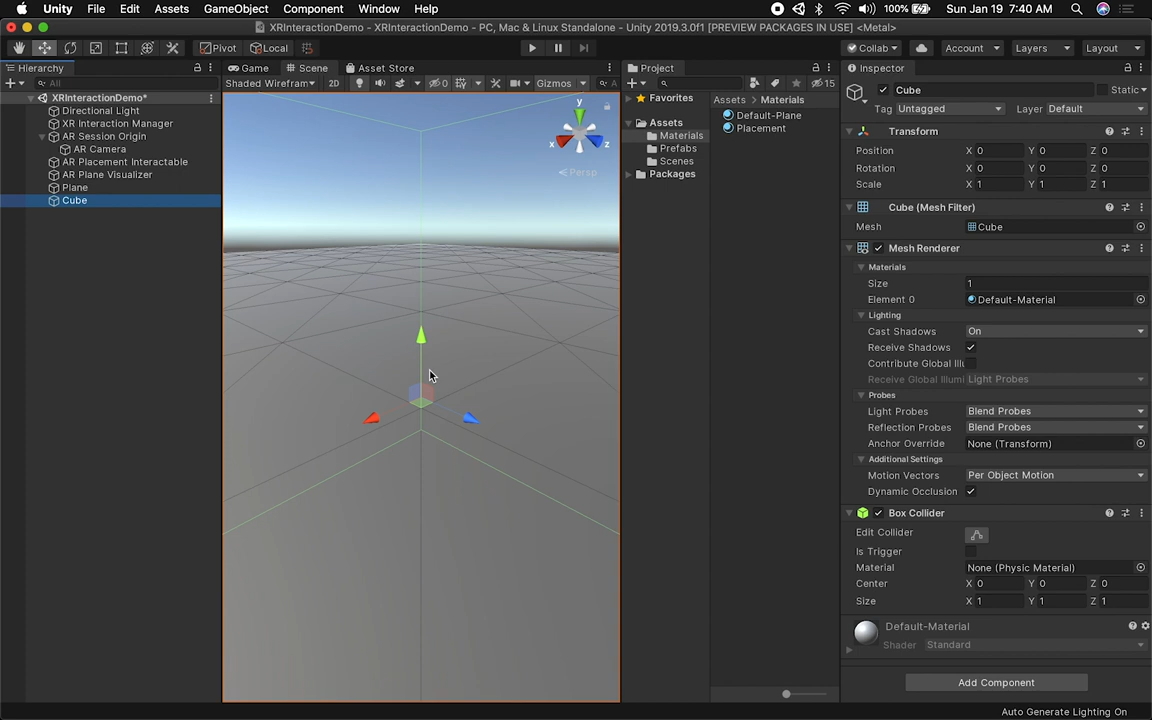 Unity File Edit Assets GameObject Component Window Help 100% Sun Jan 19 7:40 AM
XRInteractionDemo - XRInteractionDemo - PC, Mac & Linux Standalone - Unity 2019.3.0f1 [PREVIEW PACKAGES IN USE] <Metal>
Pivot Local Collab Account Layers Layout
Hierarchy Game Scene Asset Store Project Inspector
All Shaded Wirefram 2D 0 Gizmos A 15
XRInteractionDemo*
Directional Light
XR Interaction Manager
AR Session Origin
AR Camera
AR Placement Interactable
AR Plane Visualizer
Plane
Cube
y
x
z
Persp
Favorites
Assets
Materials
Prefabs
Scenes
Packages
Assets > Materials
Default-Plane
Placement
Cube Static
Tag Untagged Layer Default
Transform
Position X 0 Y 0 Z 0
Rotation X 0 Y 0 Z 0
Scale X 1 Y 1 Z 1
Cube (Mesh Filter)
Mesh Cube
Mesh Renderer
Materials
Size 1
Element 0 Default-Material
Lighting
Cast Shadows On
Receive Shadows
Contribute Global Illu
Receive Global Illumi Light Probes
Probes
Light Probes Blend Probes
Reflection Probes Blend Probes
Anchor Override None (Transform)
Additional Settings
Motion Vectors Per Object Motion
Dynamic Occlusion
Box Collider
Edit Collider
Is Trigger
Material None (Physic Material)
Center X 0 Y 0 Z 0
Size X 1 Y 1 Z 1
Default-Material
Shader Standard
Add Component
Auto Generate Lighting On